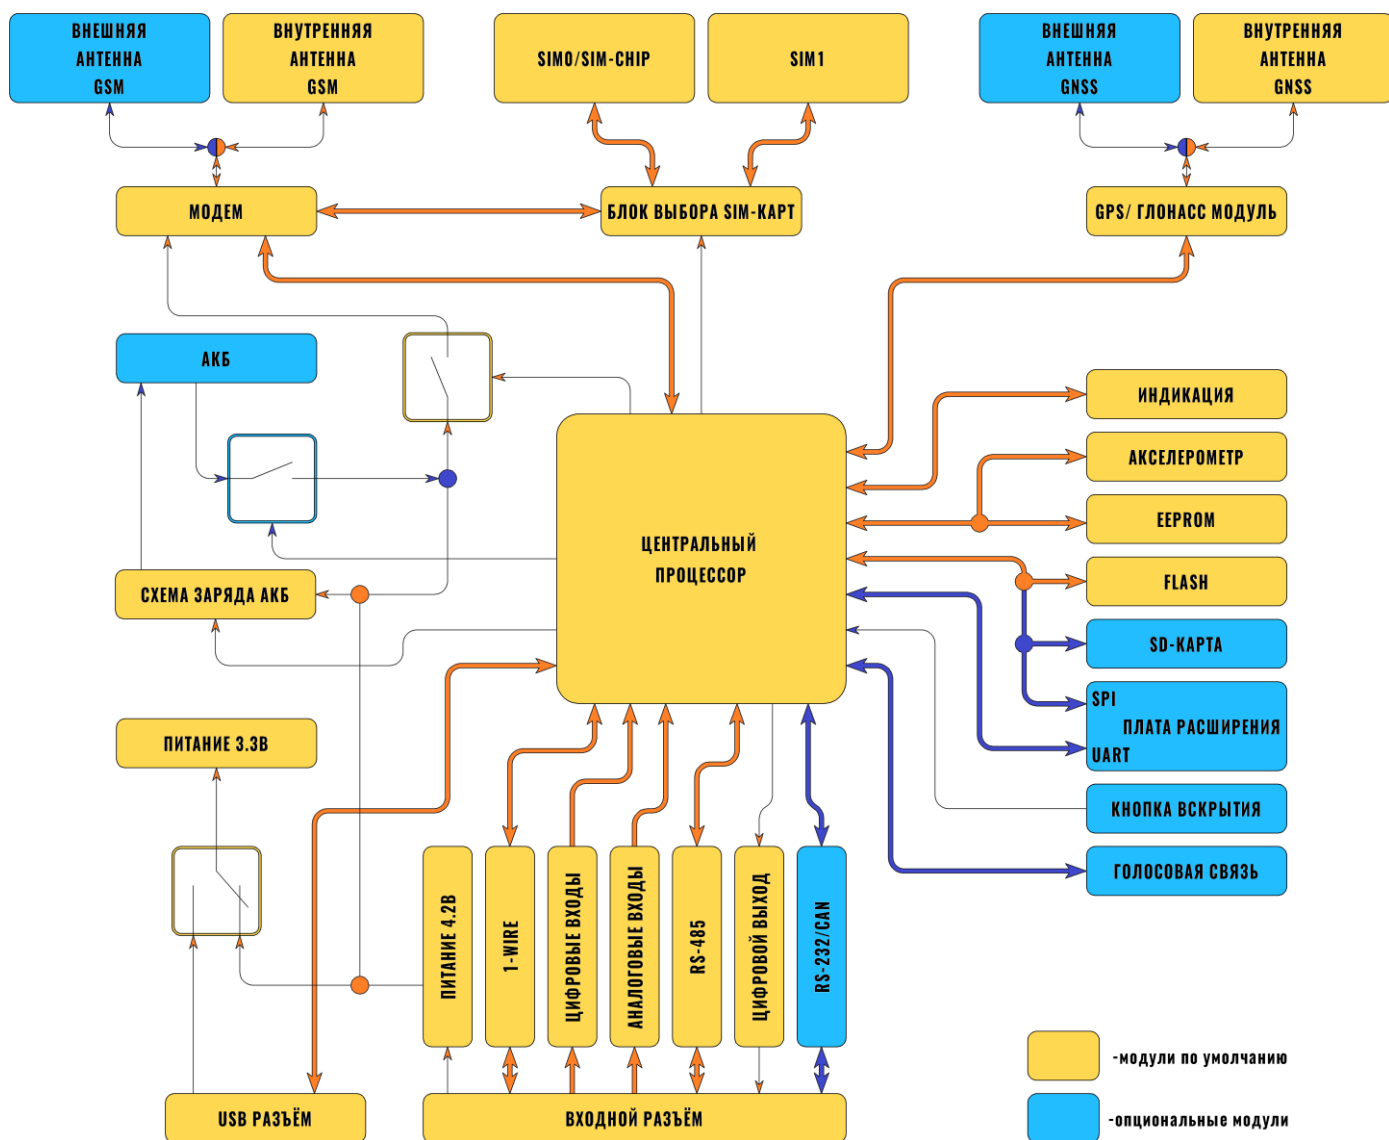 ВНЕШНЯЯ
АНТЕННА
GSM
ВНУТРЕННЯЯ
АНТЕННА
GSM
SIM0/SIM-CHIP
SIM1
ВНЕШНЯЯ
АНТЕННА
GNSS
ВНУТРЕННЯЯ
АНТЕННА
GNSS
МОДЕМ
БЛОК ВЫБОРА SIM-КАРТ
GPS/ ГЛОНАСС МОДУЛЬ
АКБ
ИНДИКАЦИЯ
АКСЕЛЕРОМЕТР
EEPROM
ЦЕНТРАЛЬНЫЙ
ПРОЦЕССОР
СХЕМА ЗАРЯДА АКБ
FLASH
SD-КАРТА
SPI
ПЛАТА РАСШИРЕНИЯ
UART
ПИТАНИЕ 3.3В
КНОПКА ВСКРЫТИЯ
ГОЛОСОВАЯ СВЯЗЬ
ПИТАНИЕ 4.2В
1-WIRE
ЦИФРОВЫЕ ВХОДЫ
АНАЛОГОВЫЕ ВХОДЫ
RS-485
ЦИФРОВОЙ ВЫХОД
RS-232/CAN
-модули по умолчанию
USB РАЗЪЁМ
ВХОДНОЙ РАЗЪЁМ
-опциональные модули